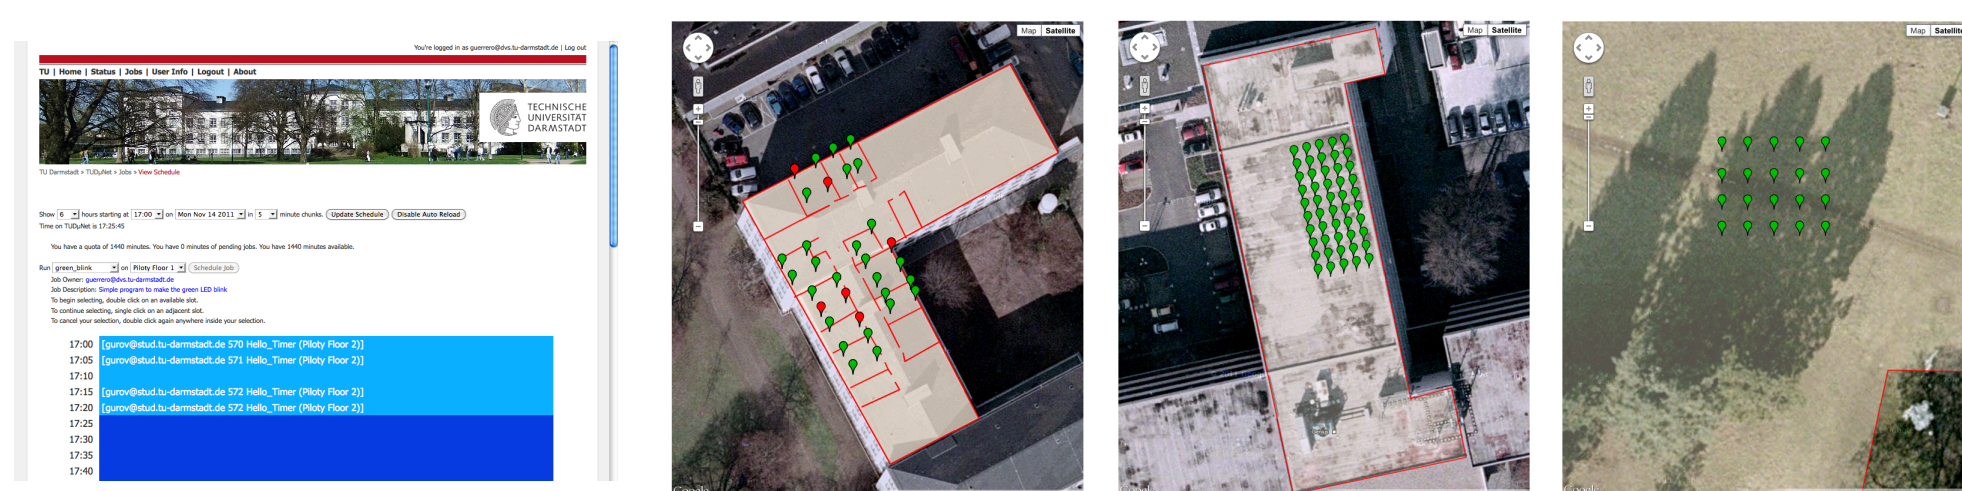 You're logged in as guerrero@dvs.tu-darmstadt.de | Log out
TU | Home | Status | Jobs | User Info | Logout | About
TECHNISCHE
UNIVERSITÄT
DARMSTADT
TU Darmstadt » TUDµNet » Jobs » View Schedule
Show 6 hours starting at 17:00 on Mon Nov 14 2011 in 5 minute chunks. Update Schedule Disable Auto Reload
Time on TUDµNet is 17:25:45
You have a quota of 1440 minutes. You have 0 minutes of pending jobs. You have 1440 minutes available.
Run green_blink on Piloty Floor 1 Schedule Job
Job Owner: guerrero@dvs.tu-darmstadt.de
Job Description: Simple program to make the green LED blink
To begin selecting, double click on an available slot.
To continue selecting, single click on an adjacent slot.
To cancel your selection, double click again anywhere inside your selection.
17:00 [gurov@stud.tu-darmstadt.de 570 Hello_Timer (Piloty Floor 2)]
17:05 [gurov@stud.tu-darmstadt.de 571 Hello_Timer (Piloty Floor 2)]
17:10
17:15 [gurov@stud.tu-darmstadt.de 572 Hello_Timer (Piloty Floor 2)]
17:20 [gurov@stud.tu-darmstadt.de 572 Hello_Timer (Piloty Floor 2)]
17:25
17:30
17:35
17:40
Map Satellite
Google
Map Satellite
Google
Map Satellite
Google